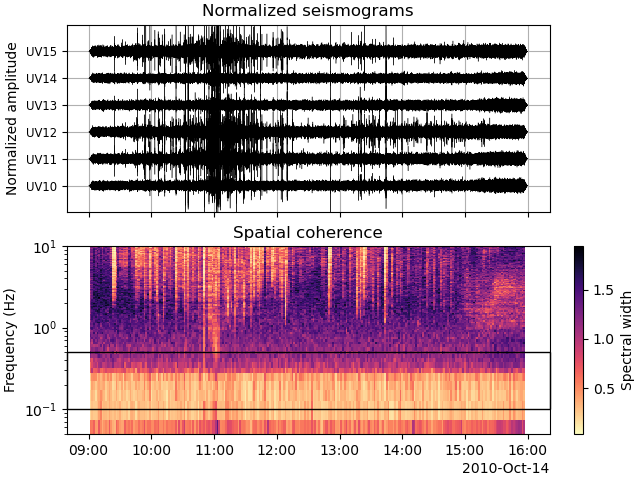 Normalized seismograms
Normalized amplitude
UV15
UV14
UV13
UV12
UV11
UV10
Spatial coherence
Frequency (Hz)
10¹
10⁰
10⁻¹
09:00 10:00 11:00 12:00 13:00 14:00 15:00 16:00
2010-Oct-14
1.5
1.0
0.5
Spectral width